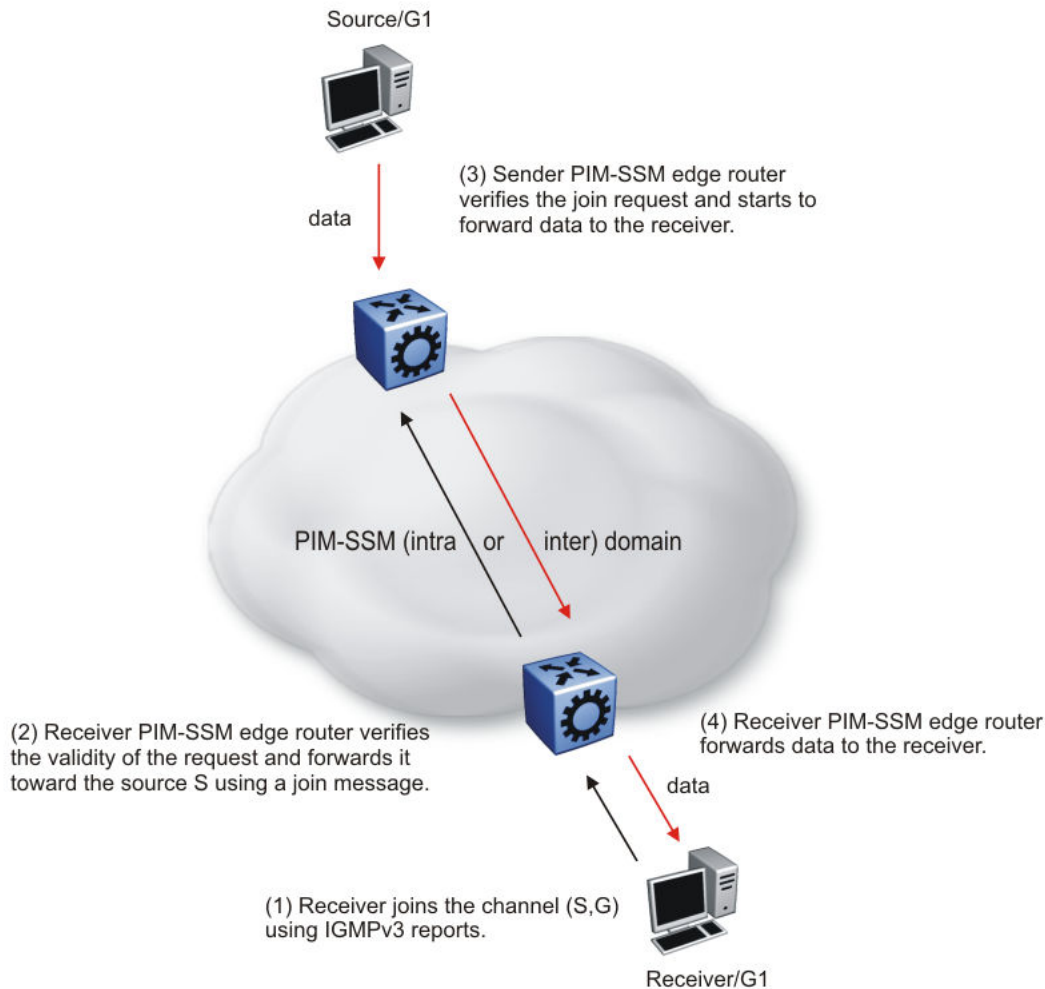 Source/G1
(3) Sender PIM-SSM edge router
verifies the join request and starts to
forward data to the receiver.
data
PIM-SSM (intra or inter) domain
(2) Receiver PIM-SSM edge router verifies
the validity of the request and forwards it
toward the source S using a join message.
(4) Receiver PIM-SSM edge router
forwards data to the receiver.
data
(1) Receiver joins the channel (S,G)
using IGMPv3 reports.
Receiver/G1